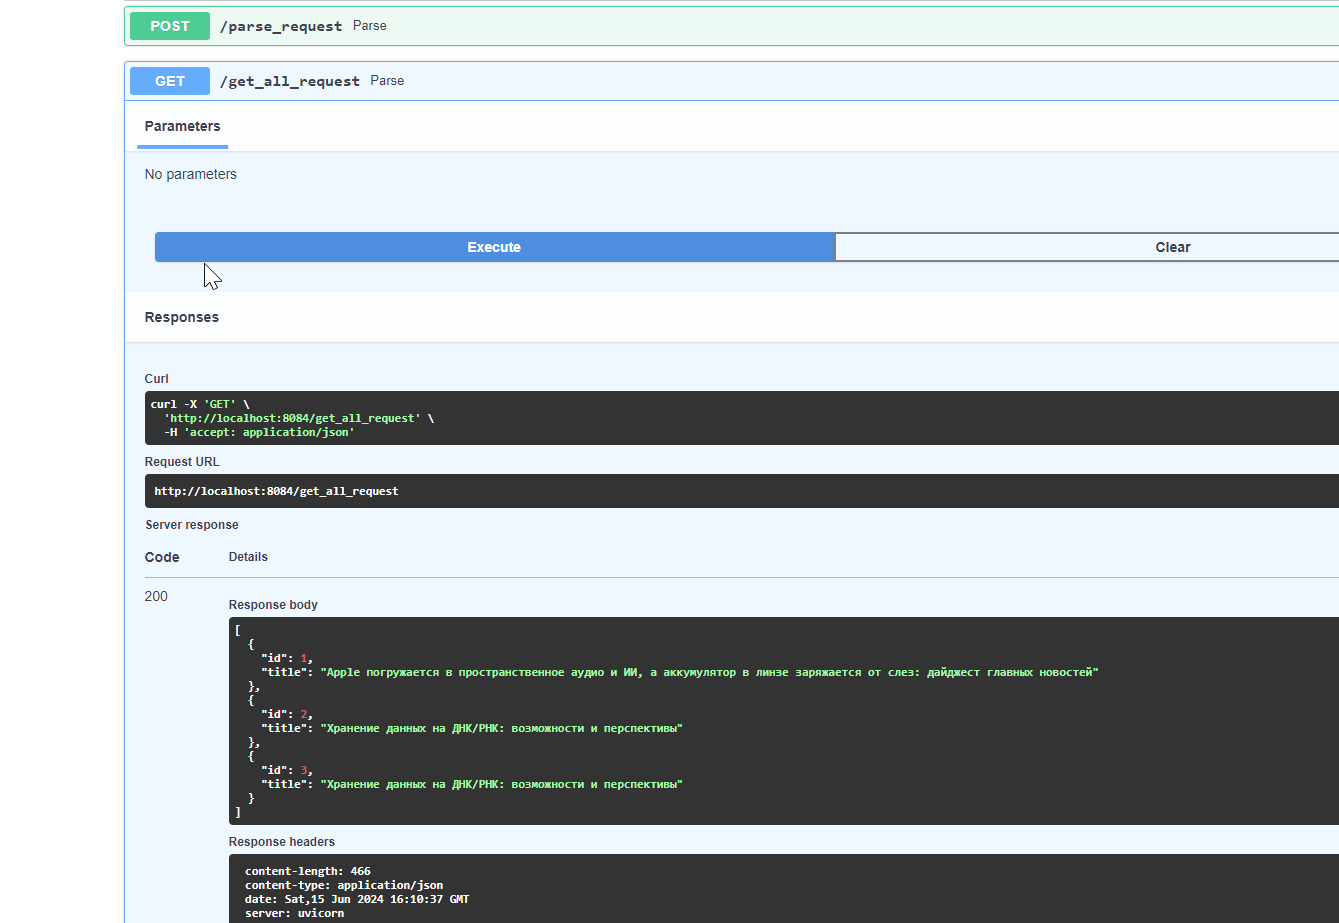 POST /parse_request Parse
GET /get_all_request Parse
Parameters
No parameters
Execute Clear
Responses
Curl
curl -X 'GET' \
'http://localhost:8084/get_all_request' \
-H 'accept: application/json'
Request URL
http://localhost:8084/get_all_request
Server response
Code Details
200
Response body
[
{
"id": 1,
"title": "Apple погружается в пространственное аудио и ИИ, а аккумулятор в линзе заряжается от слез: дайджест главных новостей"
},
{
"id": 2,
"title": "Хранение данных на ДНК/РНК: возможности и перспективы"
},
{
"id": 3,
"title": "Хранение данных на ДНК/РНК: возможности и перспективы"
}
]
Response headers
content-length: 466
content-type: application/json
date: Sat,15 Jun 2024 16:10:37 GMT
server: uvicorn